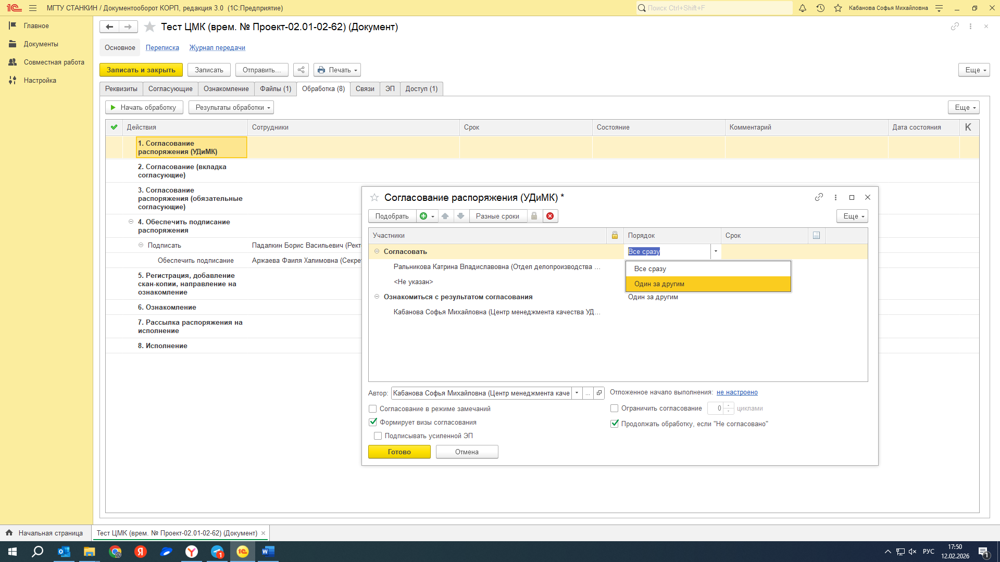 МГТУ СТАНКИН / Документооборот КОРП, редакция 3.0 (1С:Предприятие)
Поиск Ctrl+Shift+F
Кабанова Софья Михайловна
Главное
Документы
Совместная работа
Настройка
Тест ЦМК (врем. № Проект-02.01-02-62) (Документ)
Основное
Переписка
Журнал передачи
Записать и закрыть
Записать
Отправить...
Печать
Еще
Реквизиты
Согласующие
Ознакомление
Файлы (1)
Обработка (8)
Связи
ЭП
Доступ (1)
Начать обработку
Результаты обработки
Еще
Действия
Сотрудники
Срок
Состояние
Комментарий
Дата состояния
К
1. Согласование
распоряжения (УДиМК)
2. Согласование (вкладка
согласующие)
3. Согласование
распоряжения (обязательные
согласующие)
4. Обеспечить подписание
распоряжения
Подписать
Падалкин Борис Васильевич (Рект
Обеспечить подписание
Аржаева Фаиля Халимовна (Секрет
5. Регистрация, добавление
скан-копии, направление на
ознакомление
6. Ознакомление
7. Рассылка распоряжения на
исполнение
8. Исполнение
Согласование распоряжения (УДиМК) *
Подобрать
Разные сроки
Еще
Участники
Порядок
Срок
Согласовать
Все сразу
Ральникова Катрина Владиславовна (Отдел делопроизводства ...
Все сразу
<Не указан>
Один за другим
Ознакомиться с результатом согласования
Один за другим
Кабанова Софья Михайловна (Центр менеджмента качества УД...
Автор:
Кабанова Софья Михайловна (Центр менеджмента каче
...
Отложенное начало выполнения: не настроено
Согласование в режиме замечаний
Ограничить согласование
0
циклами
Формирует визы согласования
Продолжать обработку, если "Не согласовано"
Подписывать усиленной ЭП
Готово
Отмена
Начальная страница
Тест ЦМК (врем. № Проект-02.01-02-62) (Документ)
1
РУС
17:50
12.02.2026
1